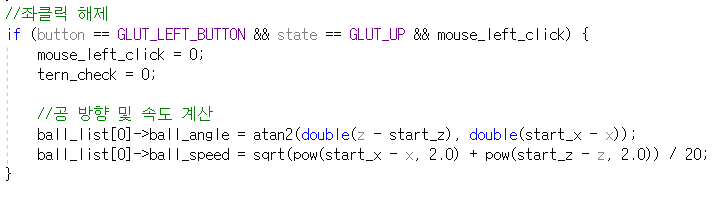 //좌클릭 해제
if (button == GLUT_LEFT_BUTTON && state == GLUT_UP && mouse_left_click) {
    mouse_left_click = 0;
    tern_check = 0;

    //공 방향 및 속도 계산
    ball_list[0]->ball_angle = atan2(double(z - start_z), double(start_x - x));
    ball_list[0]->ball_speed = sqrt(pow(start_x - x, 2.0) + pow(start_z - z, 2.0)) / 20;
}